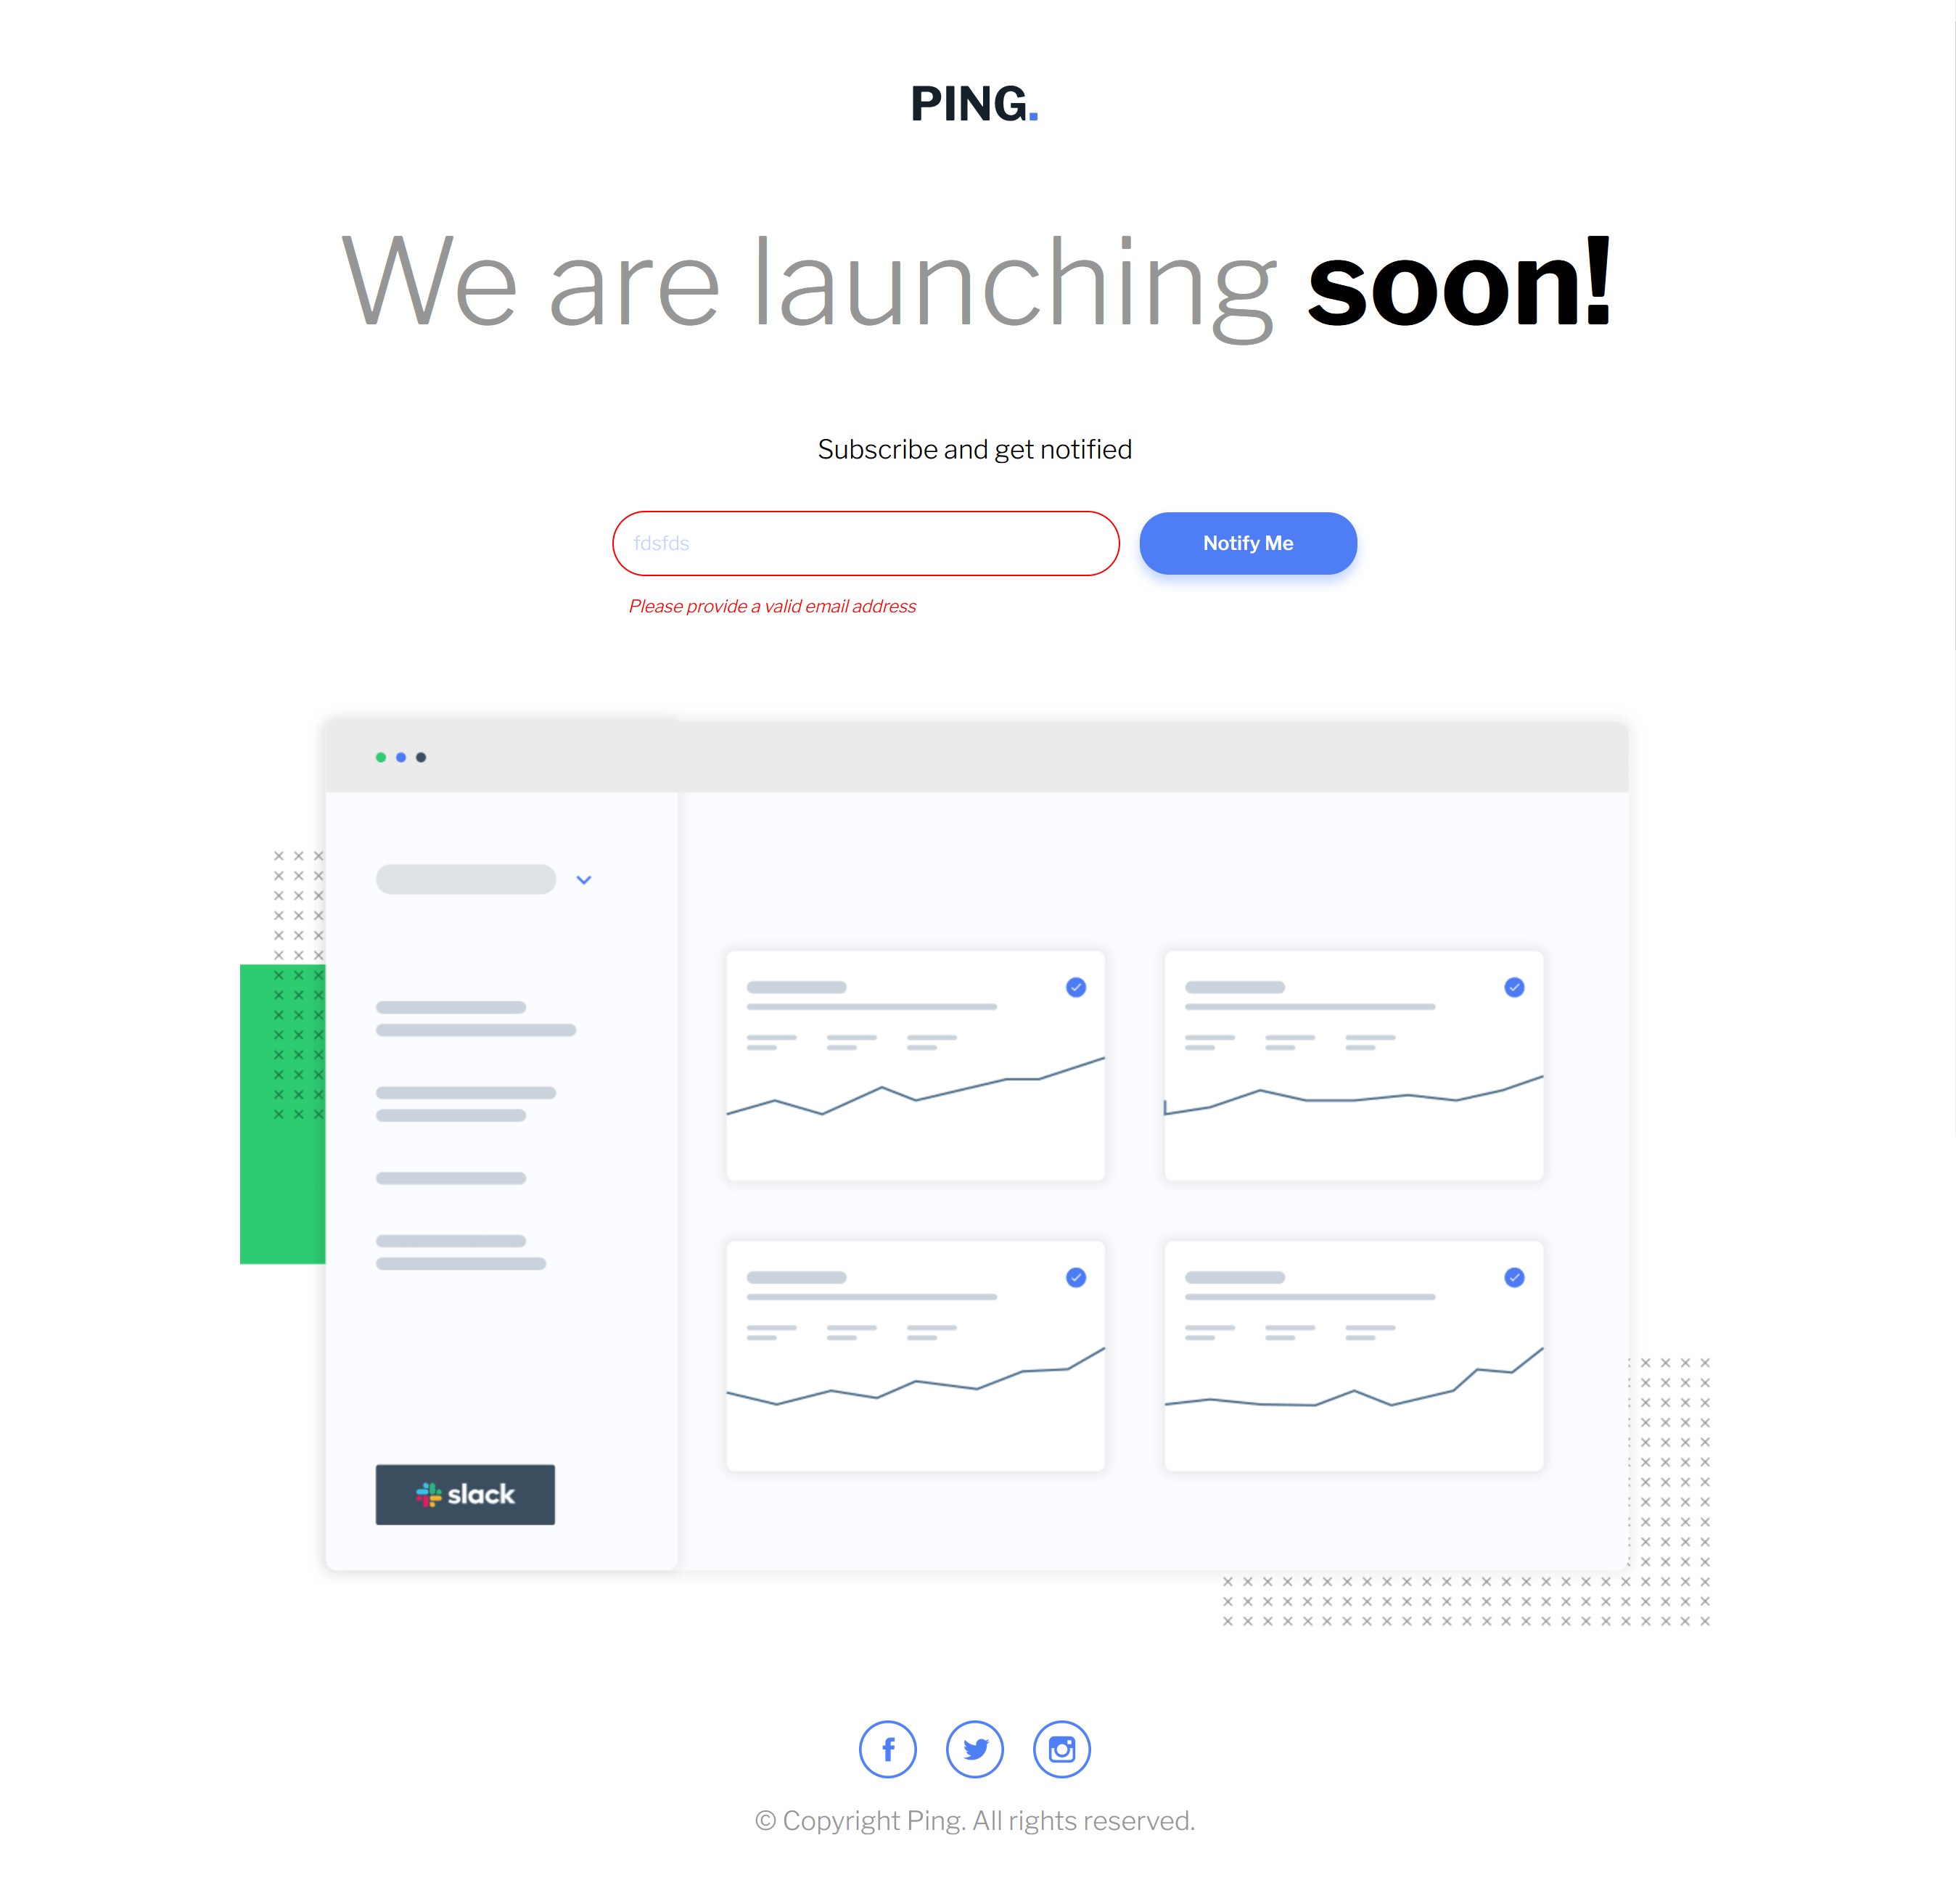 PING.
We are launching soon!
Subscribe and get notified
fdsfds
Notify Me
Please provide a valid email address
slack
© Copyright Ping. All rights reserved.